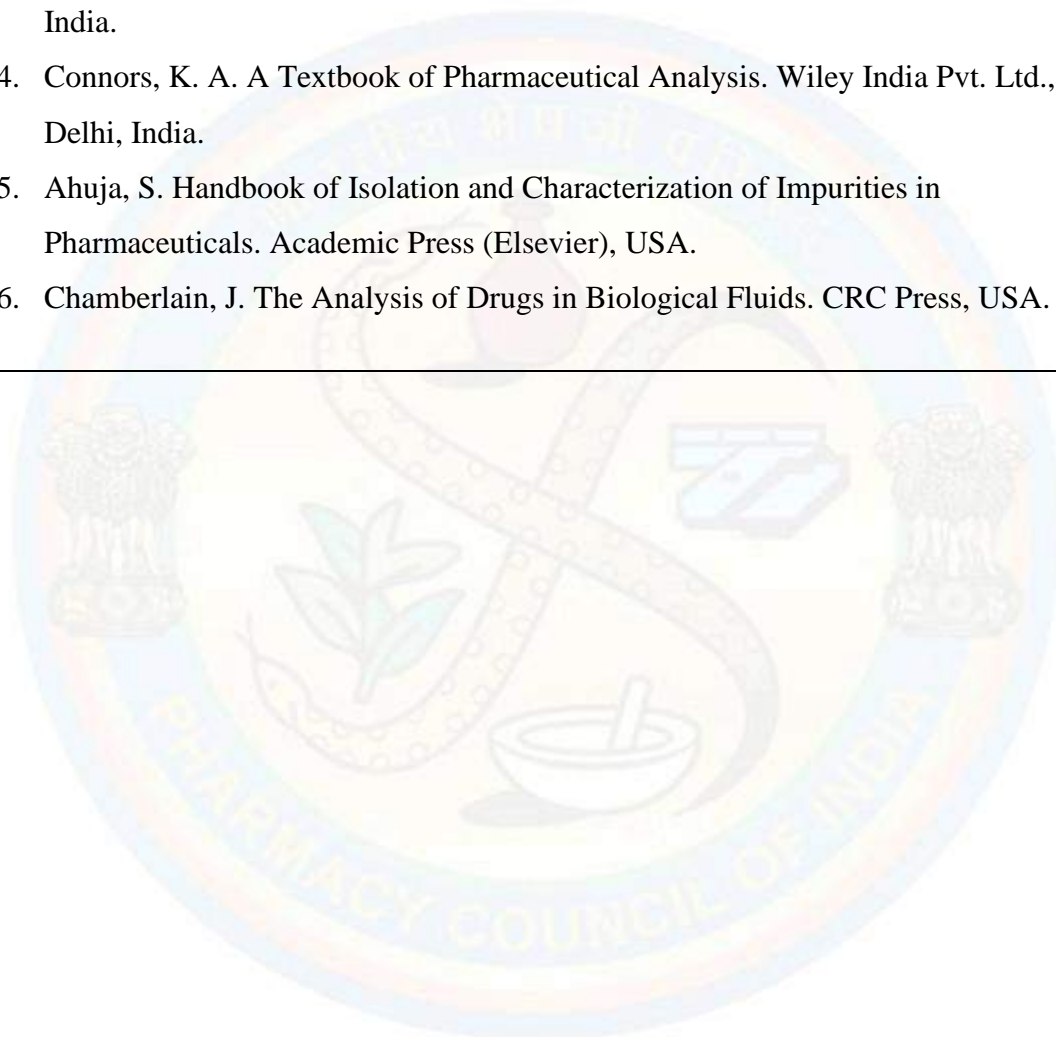 India.
4. Connors, K. A. A Textbook of Pharmaceutical Analysis. Wiley India Pvt. Ltd.,
Delhi, India.
5. Ahuja, S. Handbook of Isolation and Characterization of Impurities in
Pharmaceuticals. Academic Press (Elsevier), USA.
6. Chamberlain, J. The Analysis of Drugs in Biological Fluids. CRC Press, USA.
PHARMACY COUNCIL OF INDIA